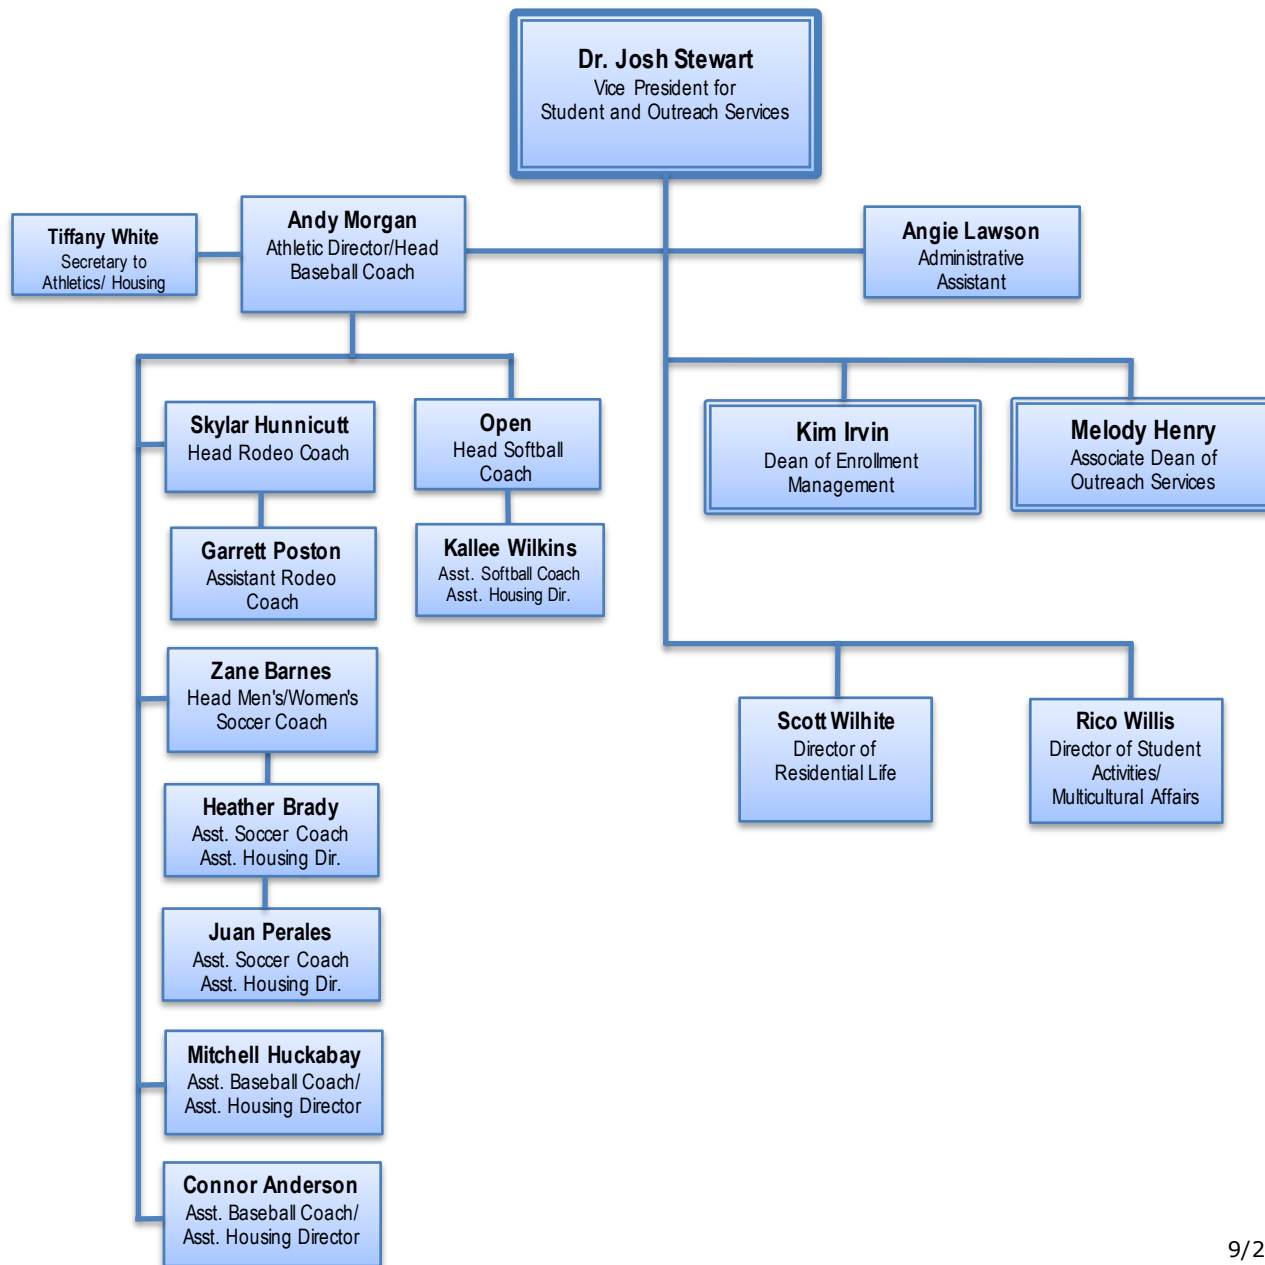 Dr. Josh Stewart
Vice President for
Student and Outreach Services
Tiffany White
Secretary to
Athletics/ Housing
Andy Morgan
Athletic Director/Head
Baseball Coach
Angie Lawson
Administrative
Assistant
Skylar Hunnicutt
Head Rodeo Coach
Open
Head Softball
Coach
Kim Irvin
Dean of Enrollment
Management
Melody Henry
Associate Dean of
Outreach Services
Garrett Poston
Assistant Rodeo
Coach
Kallee Wilkins
Asst. Softball Coach
Asst. Housing Dir.
Zane Barnes
Head Men's/Women's
Soccer Coach
Scott Wilhite
Director of
Residential Life
Rico Willis
Director of Student
Activities/
Multicultural Affairs
Heather Brady
Asst. Soccer Coach
Asst. Housing Dir.
Juan Perales
Asst. Soccer Coach
Asst. Housing Dir.
Mitchell Huckabay
Asst. Baseball Coach/
Asst. Housing Director
Connor Anderson
Asst. Baseball Coach/
Asst. Housing Director
9/2